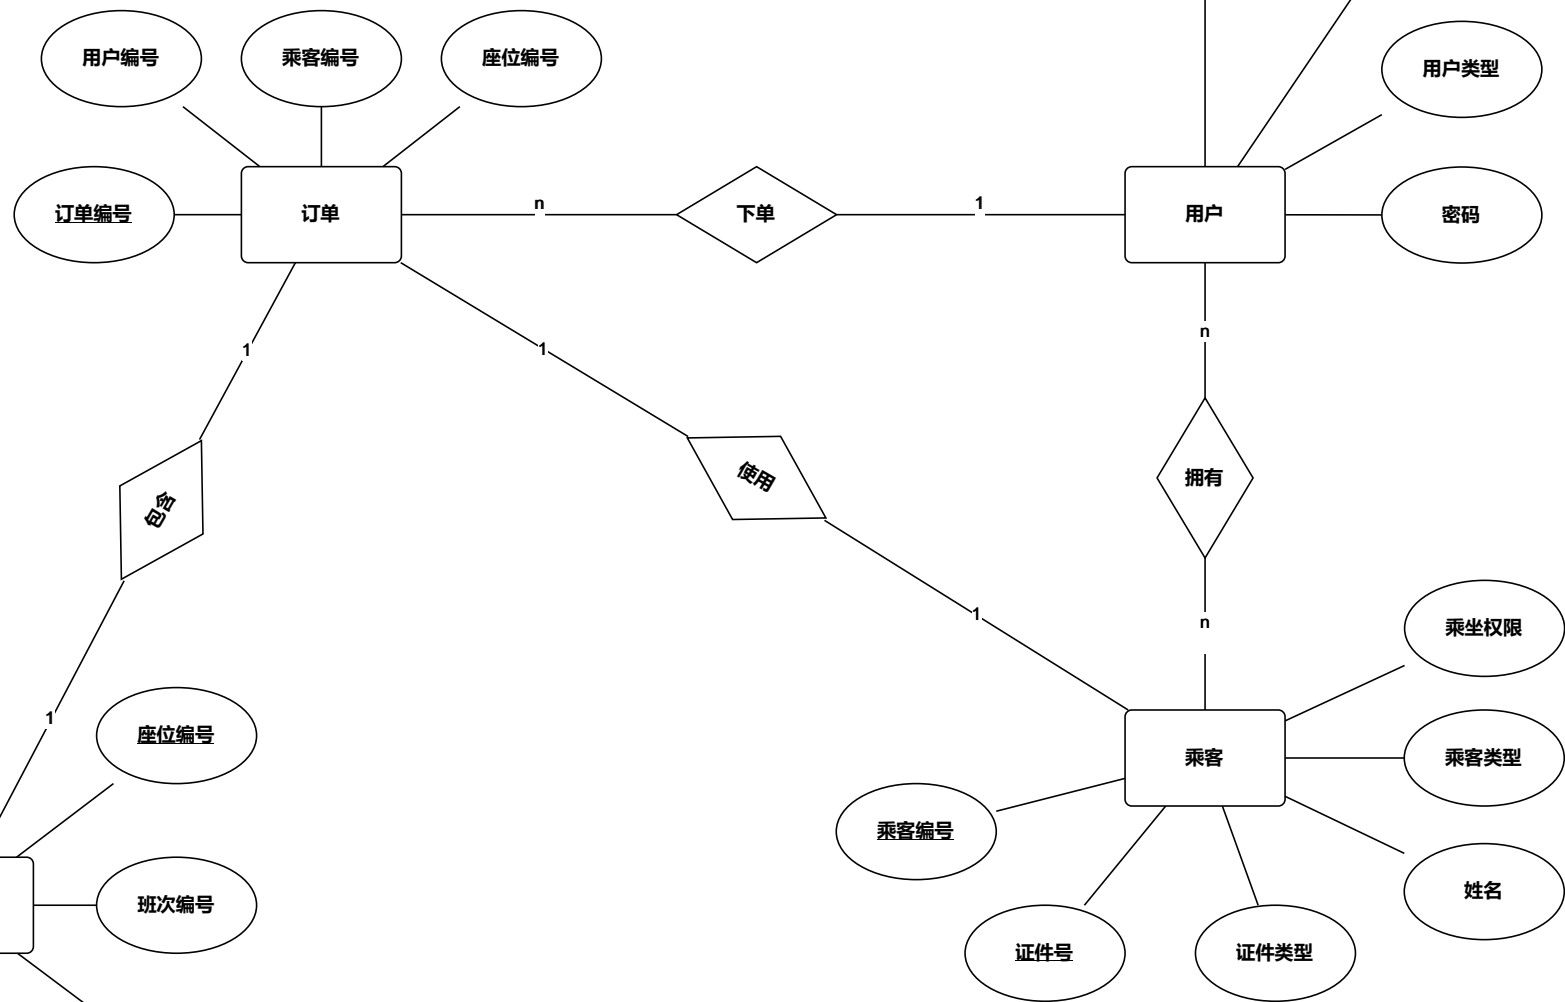 用户编号
乘客编号
座位编号
用户类型
订单编号
订单
n
下单
1
用户
密码
n
1
1
拥有
使用
包含
1
n
乘坐权限
1
座位编号
乘客
乘客类型
乘客编号
姓名
班次编号
证件号
证件类型